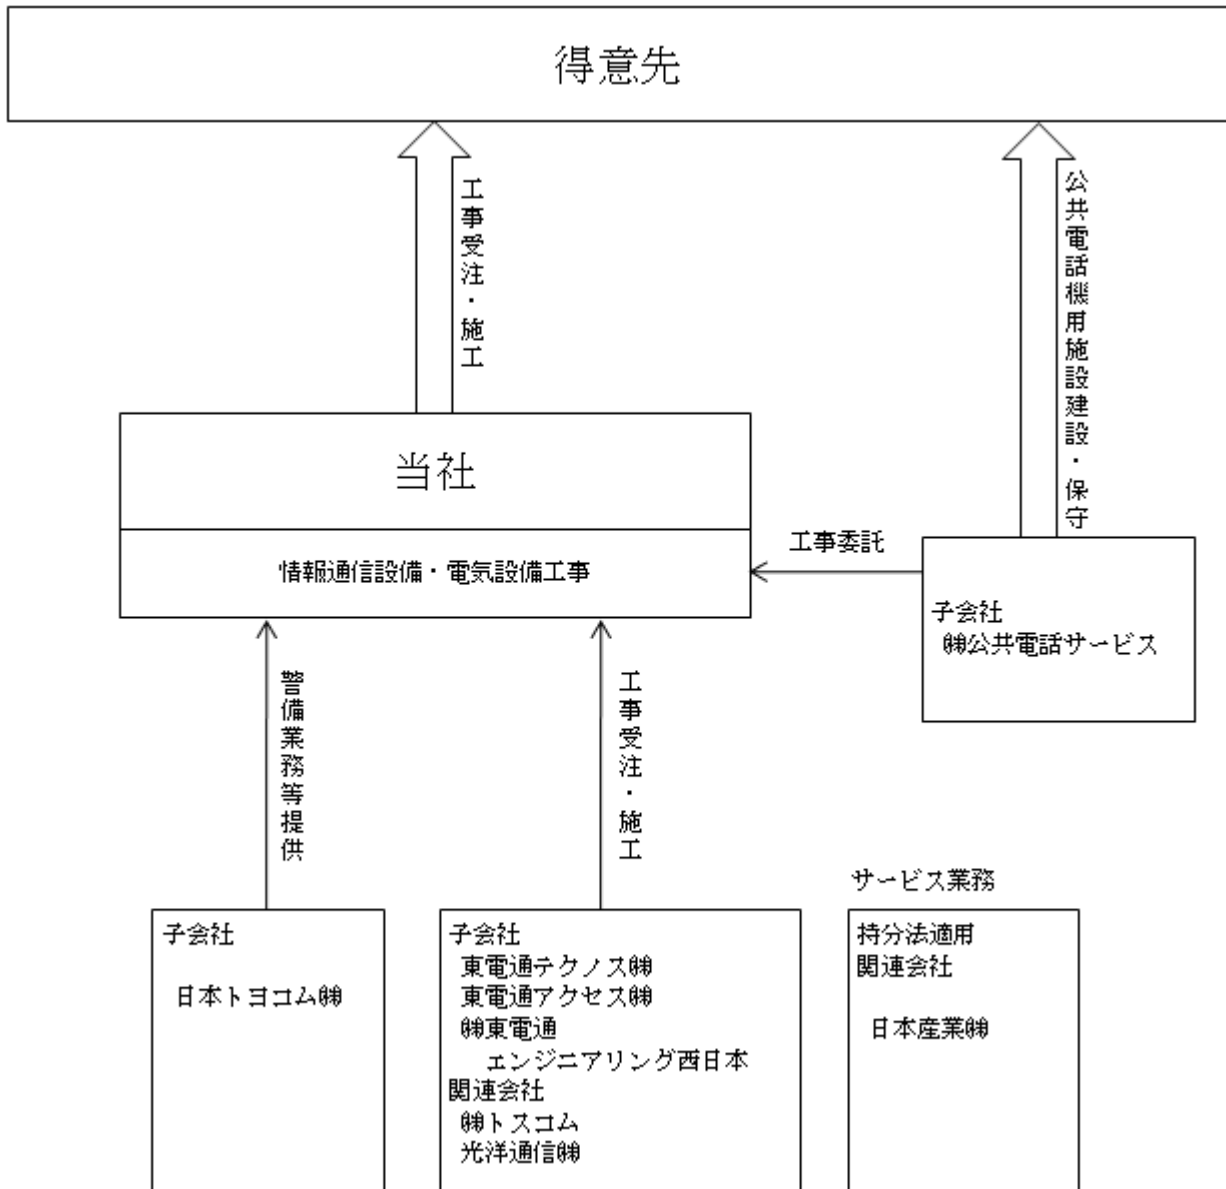 得意先
工事受注・施工
公共電話機用施設建設・保守
当社
情報通信設備・電気設備工事
工事委託
子会社
㈱公共電話サービス
警備業務等提供
工事受注・施工
サービス業務
子会社
日本トヨコム㈱
子会社
東電通テクノス㈱
東電通アクセス㈱
㈱東電通
エンジニアリング西日本
関連会社
㈱トスコム
光洋通信㈱
持分法適用
関連会社
日本産業㈱